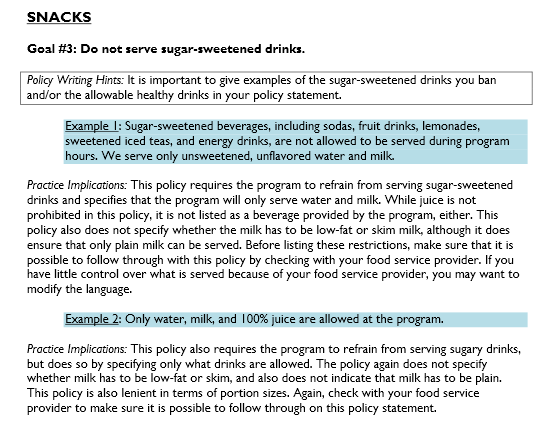 SNACKS
Goal #3: Do not serve sugar-sweetened drinks.
Policy Writing Hints: It is important to give examples of the sugar-sweetened drinks you ban
and/or the allowable healthy drinks in your policy statement.
Example 1: Sugar-sweetened beverages, including sodas, fruit drinks, lemonades,
sweetened iced teas, and energy drinks, are not allowed to be served during program
hours. We serve only unsweetened, unflavored water and milk.
Practice Implications: This policy requires the program to refrain from serving sugar-sweetened
drinks and specifies that the program will only serve water and milk. While juice is not
prohibited in this policy, it is not listed as a beverage provided by the program, either. This
policy also does not specify whether the milk has to be low-fat or skim milk, although it does
ensure that only plain milk can be served. Before listing these restrictions, make sure that it is
possible to follow through with this policy by checking with your food service provider. If you
have little control over what is served because of your food service provider, you may want to
modify the language.
Example 2: Only water, milk, and 100% juice are allowed at the program.
Practice Implications: This policy also requires the program to refrain from serving sugary drinks,
but does so by specifying only what drinks are allowed. The policy again does not specify
whether milk has to be low-fat or skim, and also does not indicate that milk has to be plain.
This policy is also lenient in terms of portion sizes. Again, check with your food service
provider to make sure it is possible to follow through on this policy statement.